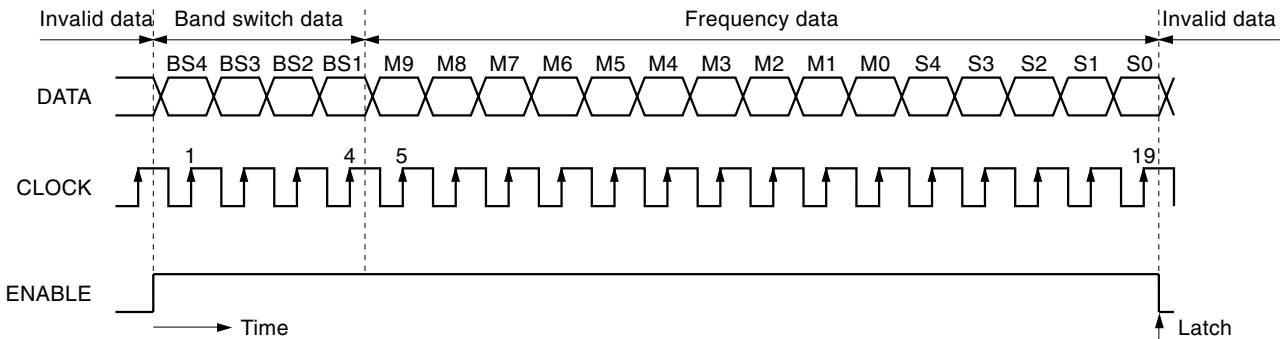 Invalid data Band switch data Frequency data Invalid data
BS4 BS3 BS2 BS1 M9 M8 M7 M6 M5 M4 M3 M2 M1 M0 S4 S3 S2 S1 S0
DATA
1 4 5 19
CLOCK
ENABLE
Time Latch